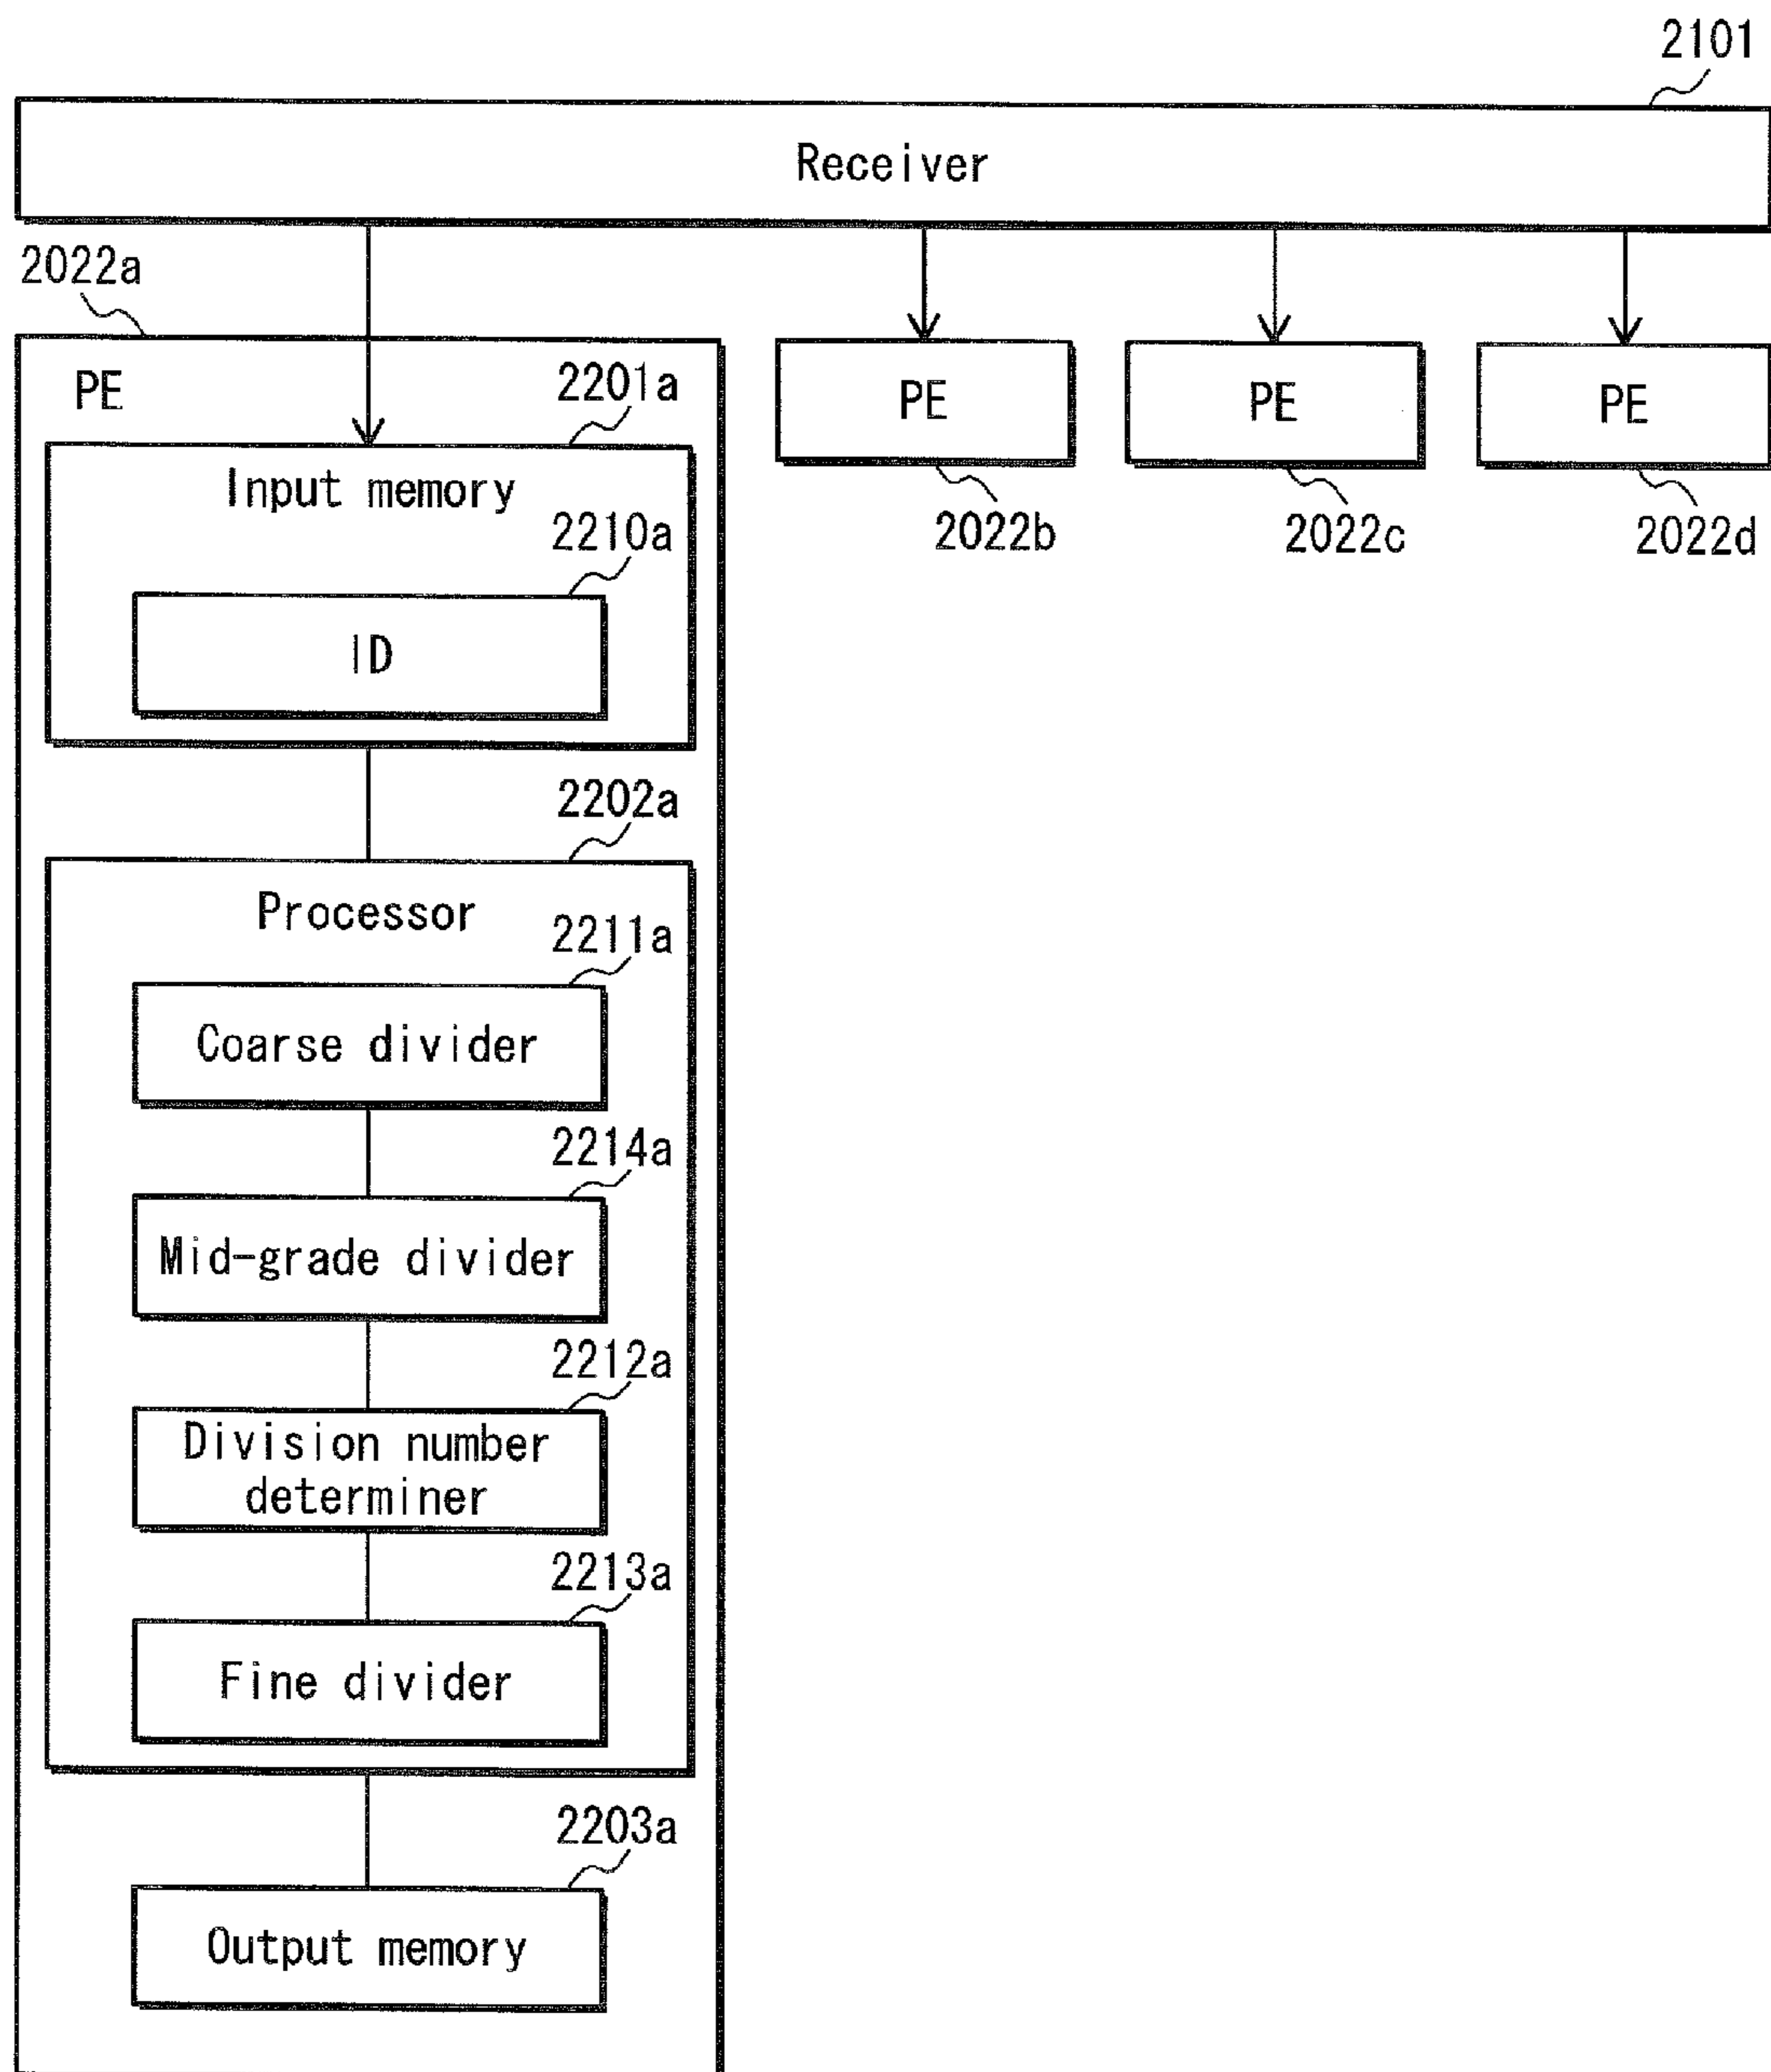 2101
Receiver
2022a
PE
2201a
Input memory
2210a
ID
2202a
Processor
2211a
Coarse divider
2214a
Mid-grade divider
2212a
Division number
determiner
2213a
Fine divider
2203a
Output memory
PE
2022b
PE
2022c
PE
2022d